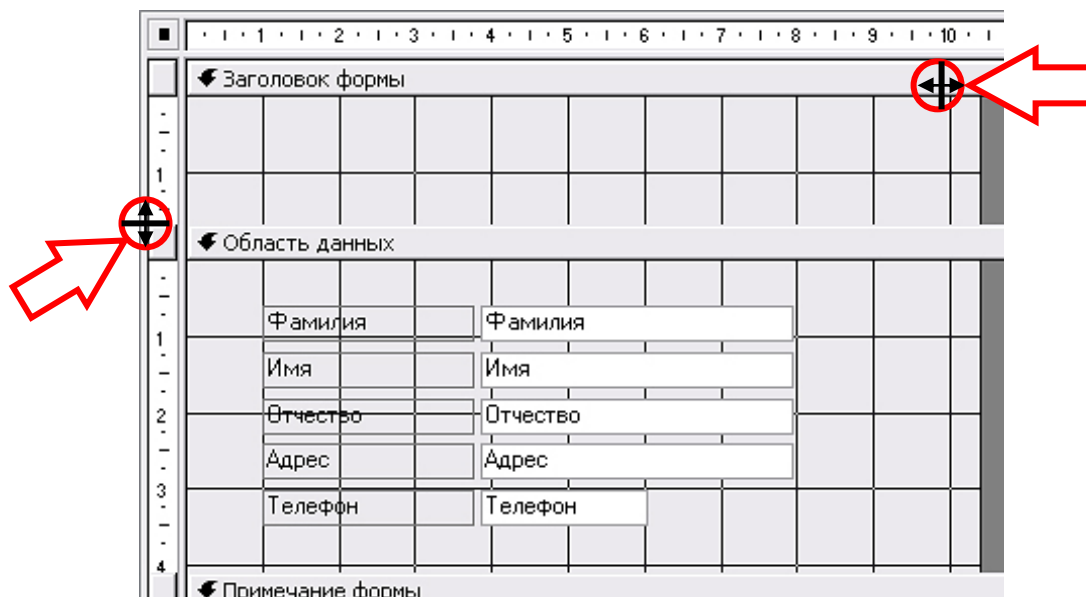 1 2 3 4 5 6 7 8 9 10
Заголовок формы
1
Область данных
Фамилия Фамилия
1
Имя Имя
2 Отчество Отчество
Адрес Адрес
3
Телефон Телефон
4
Примечание формы